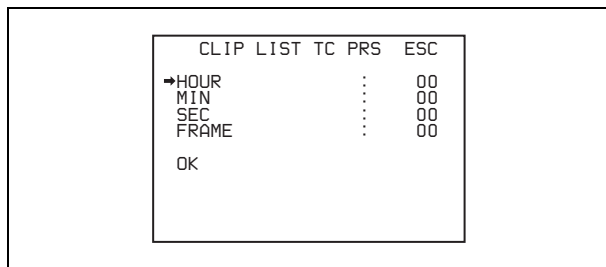 CLIP LIST TC PRS ESC
➡HOUR : 00
MIN : 00
SEC : 00
FRAME : 00
OK